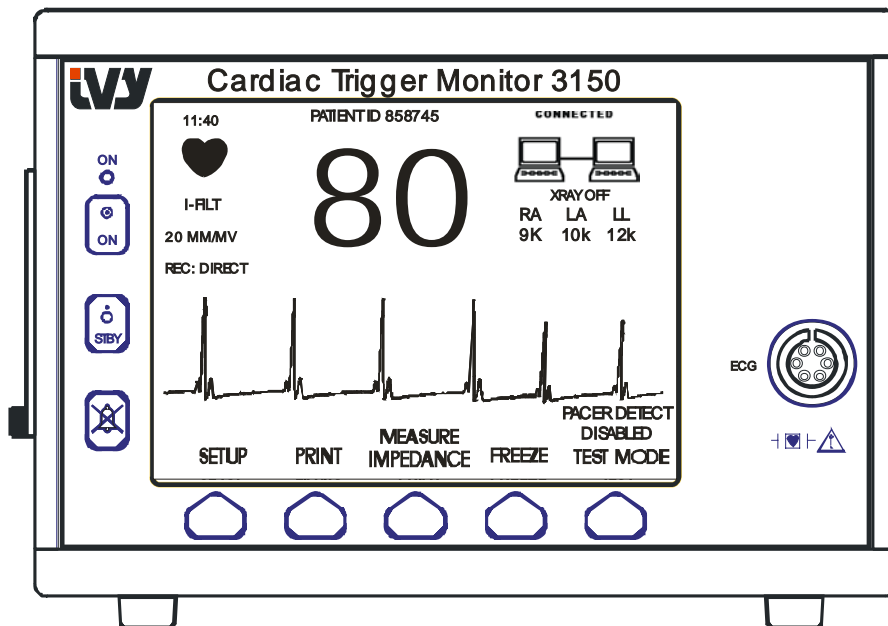 ivy
Cardiac Trigger Monitor 3150
11:40
PATIENT ID 858745
CONNECTED
80
I-FILT
XRAY OFF
RA LA LL
9K 10k 12k
20 MM/MV
REC: DIRECT
ON
ON
STBY
ECG
PACER DETECT
DISABLED
SETUP
PRINT
MEASURE
IMPEDANCE
FREEZE
TEST MODE